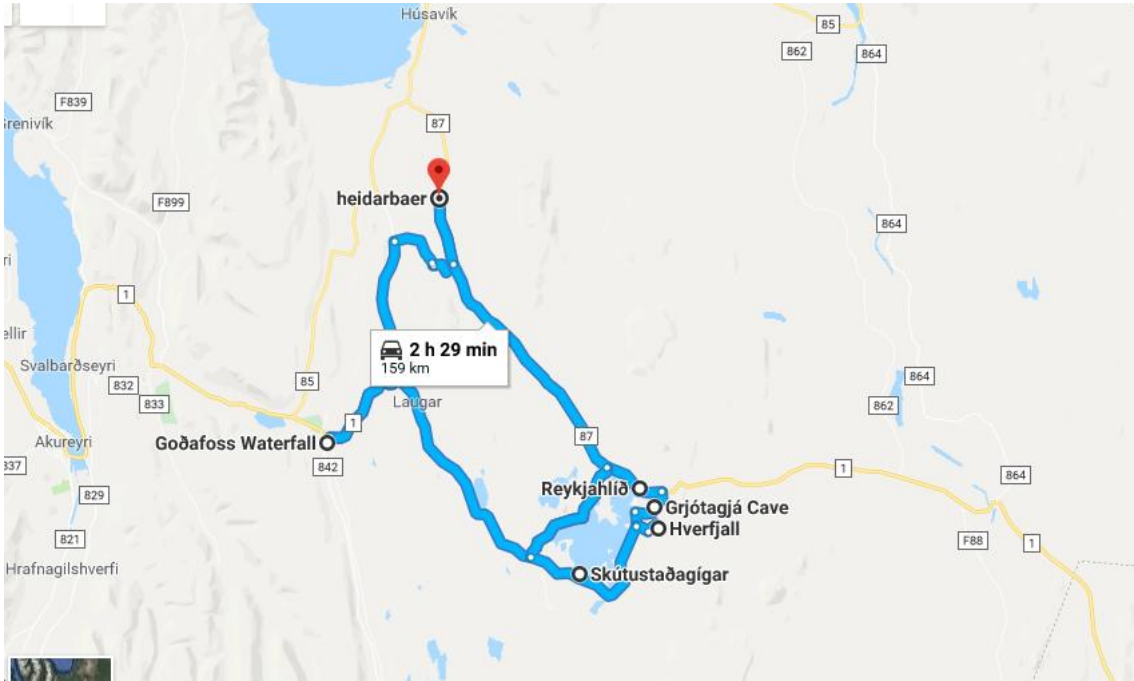 Húsavík
85
862
864
F839
Grenivík
87
heidarbaer
F899
864
1
2 h 29 min
159 km
Svalbarðseyri
832
833
85
Laugar
864
862
1
Goðafoss Waterfall
87
Akureyri
842
1
864
837
829
Reykjahlíð
Grjótagjá Cave
Hverfjall
821
F88
1
Hrafnagilshverfi
Skútustaðagígar